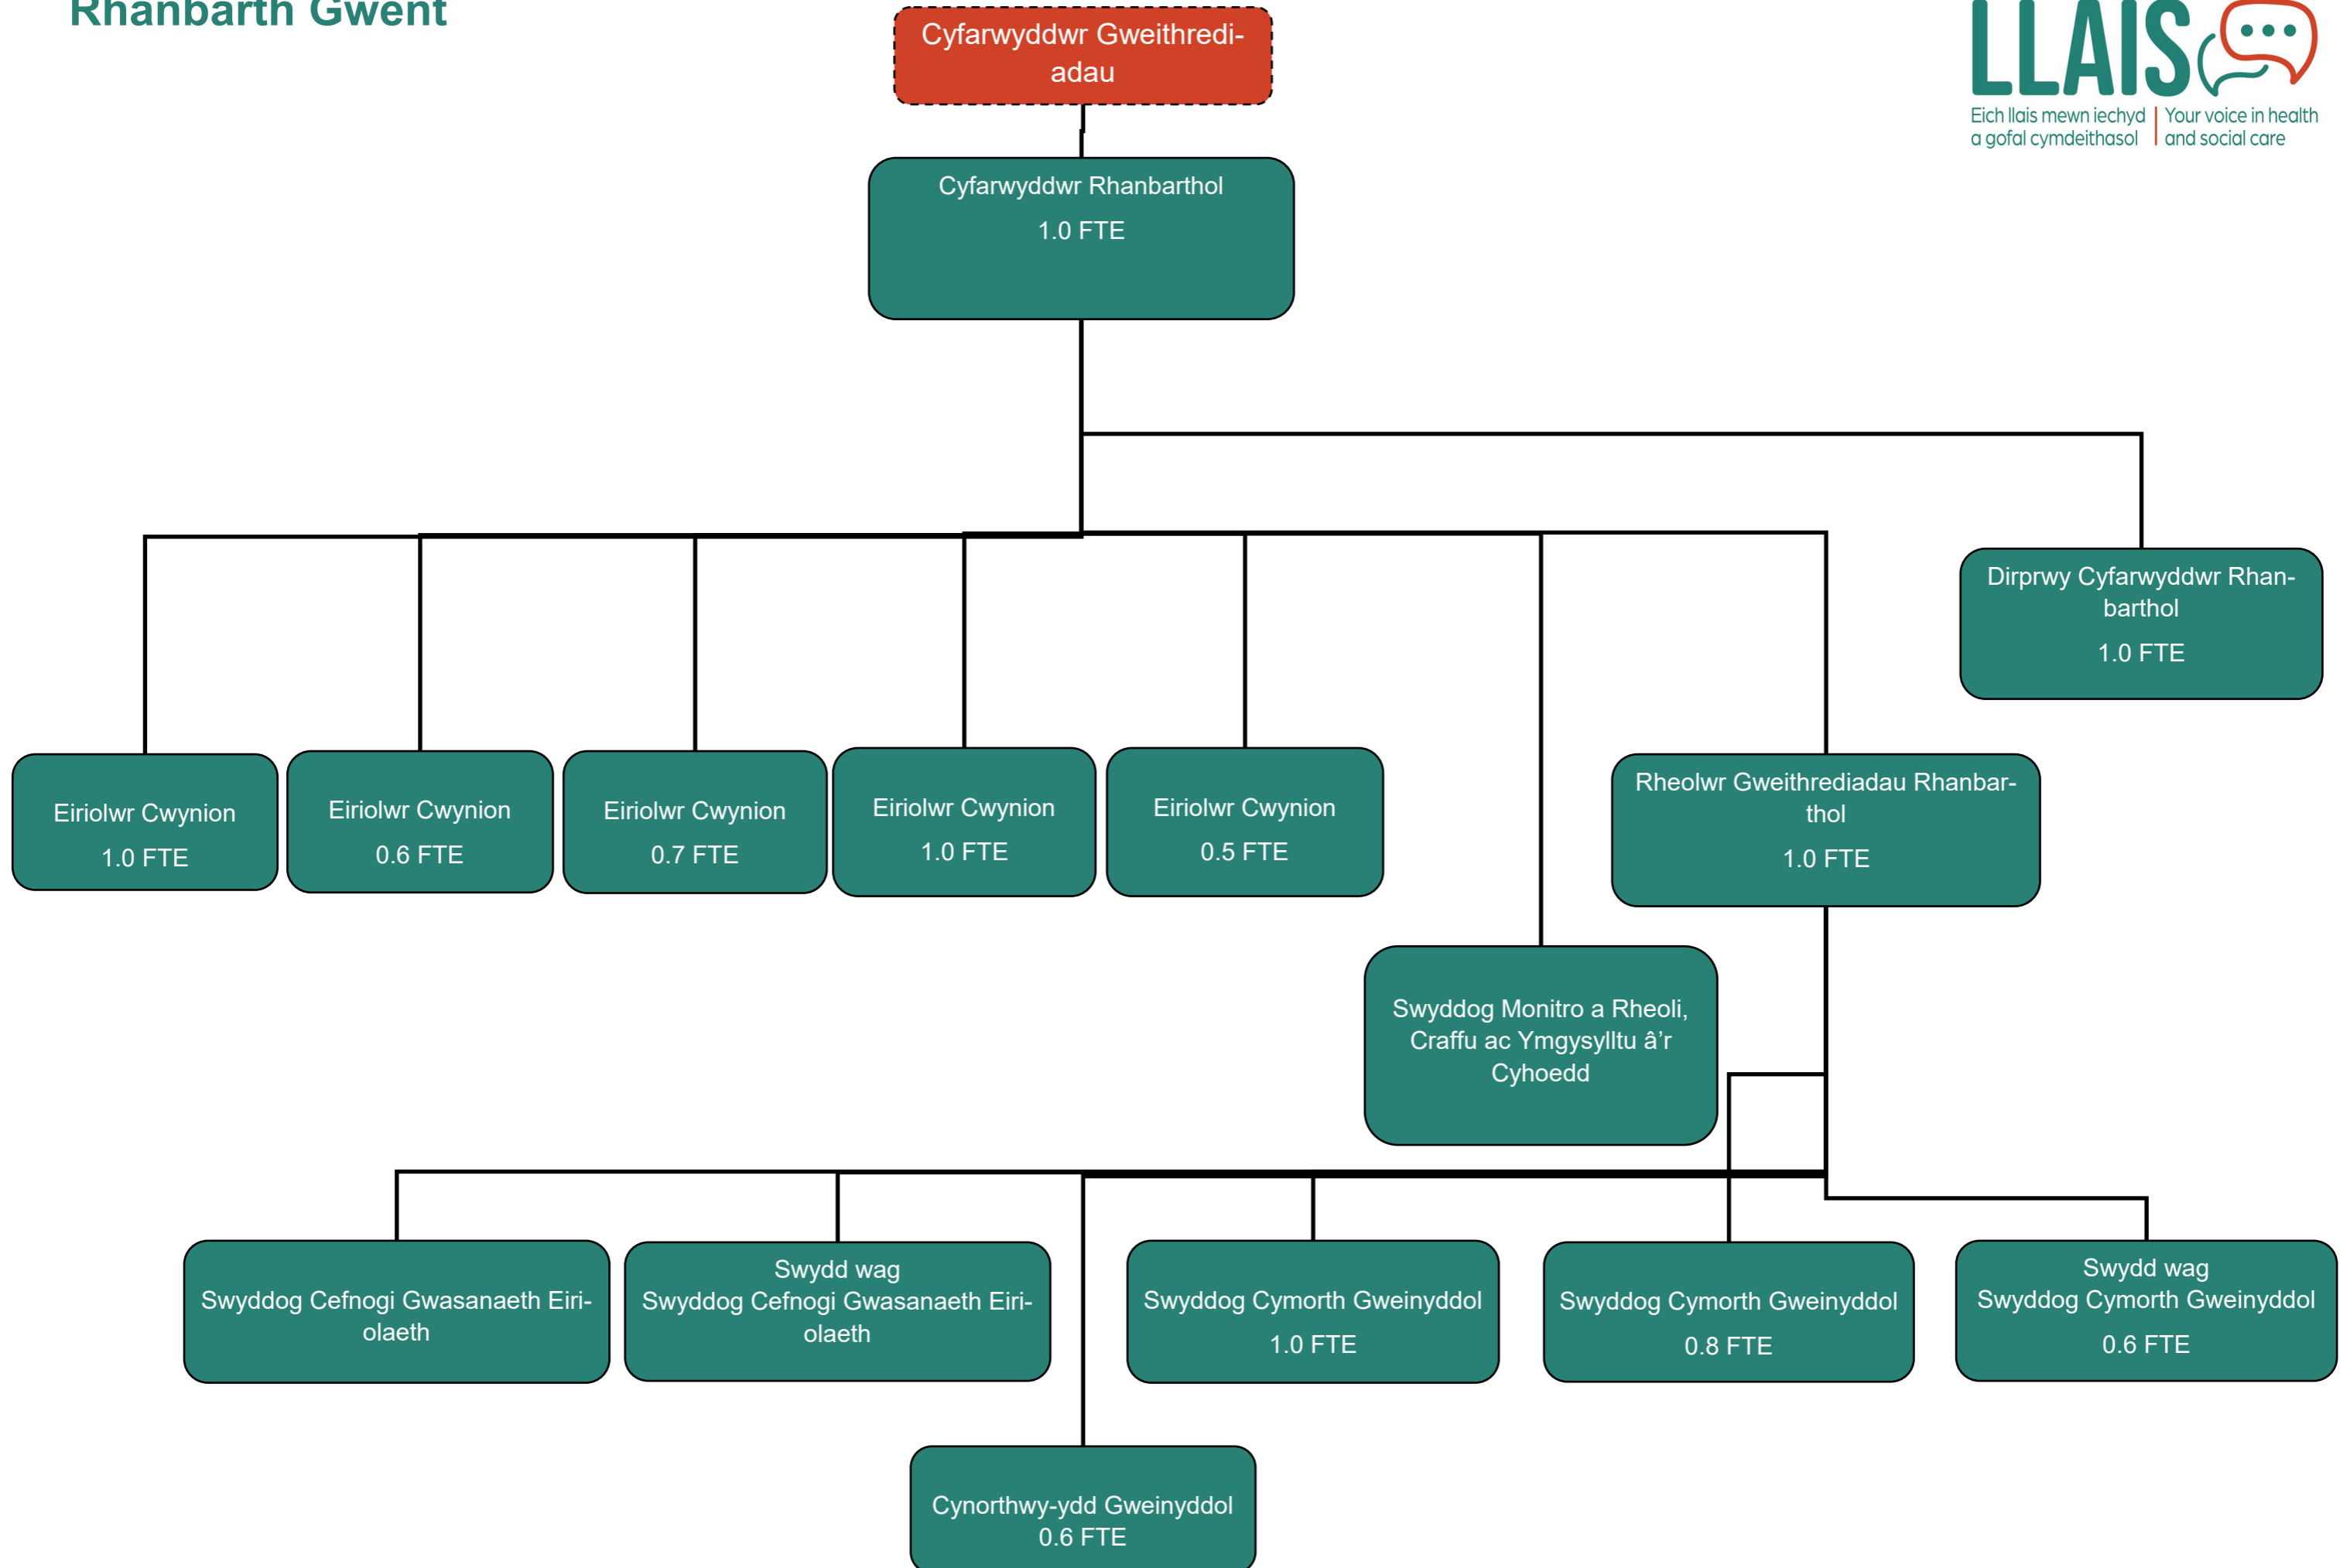 Rhanbarth Gwent
LLAIS
Eich llais mewn iechyd
a gofal cymdeithasol
Your voice in health
and social care
Cyfarwyddwr Gweithredi-
adau
Cyfarwyddwr Rhanbarthol
1.0 FTE
Dirprwy Cyfarwyddwr Rhan-
barthol
1.0 FTE
Eiriolwr Cwynion
1.0 FTE
Eiriolwr Cwynion
0.6 FTE
Eiriolwr Cwynion
0.7 FTE
Eiriolwr Cwynion
1.0 FTE
Eiriolwr Cwynion
0.5 FTE
Rheolwr Gweithrediadau Rhanbar-
thol
1.0 FTE
Swyddog Monitro a Rheoli,
Craffu ac Ymgysylltu â’r
Cyhoedd
Swyddog Cefnogi Gwasanaeth Eiri-
olaeth
Swydd wag
Swyddog Cefnogi Gwasanaeth Eiri-
olaeth
Swyddog Cymorth Gweinyddol
1.0 FTE
Swyddog Cymorth Gweinyddol
0.8 FTE
Swydd wag
Swyddog Cymorth Gweinyddol
0.6 FTE
Cynorthwy-ydd Gweinyddol
0.6 FTE